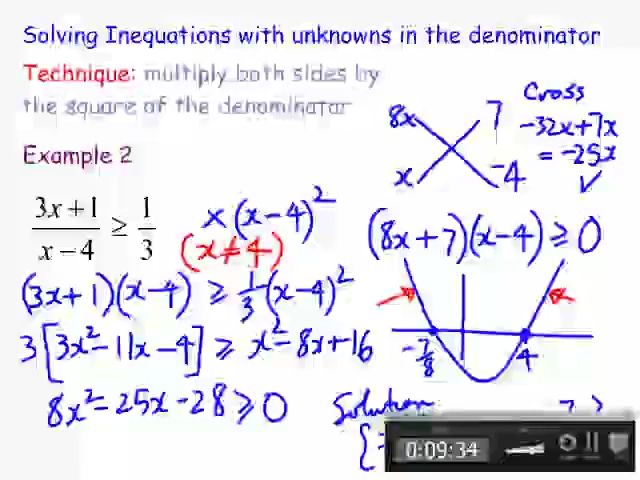 Solving Inequations with unknowns in the denominator
Technique: multiply both sides by
the square of the denominator
Example 2
(3x + 1)/(x − 4) ≥ 1/3
×(x−4)²
(x≠4)
(3x+1)(x−4) ≥ 1/3(x−4)²
3[3x²−11x−4] ≥ x²−8x+16
8x²−25x−28 ≥ 0
8x 7
x −4
Cross
−32x+7x
= −25x
✓
(8x+7)(x−4) ≥ 0
−7/8 4
Solution
0:09:34